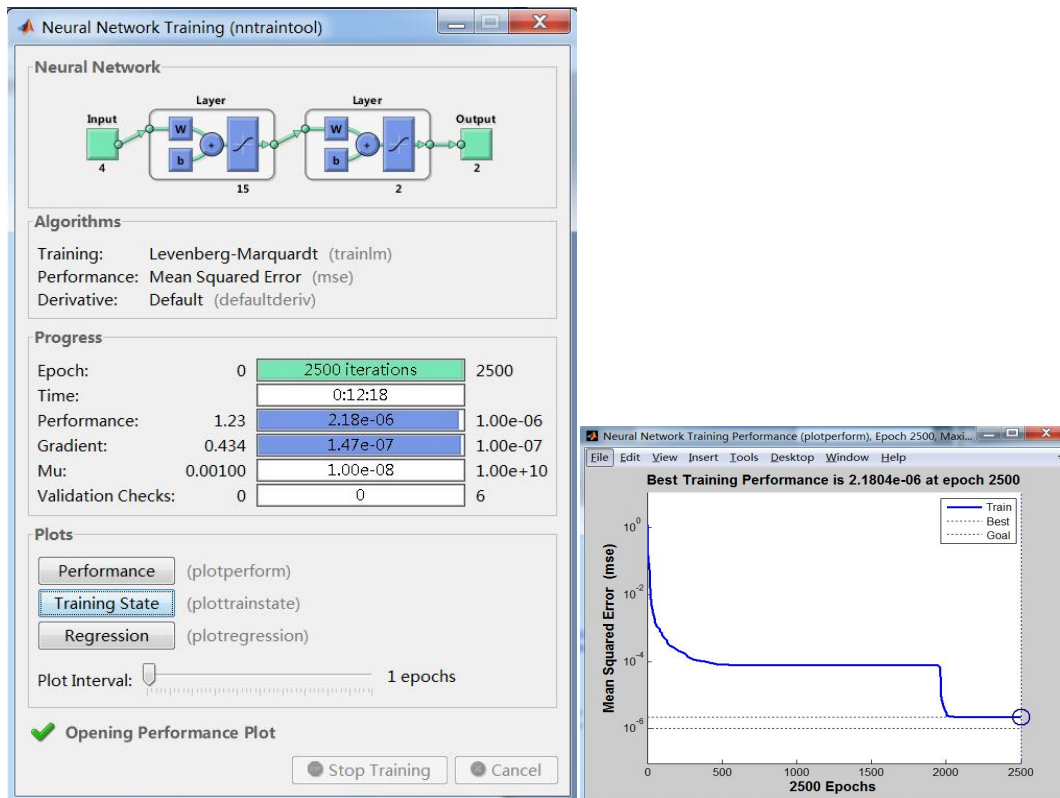 Neural Network Training (nntraintool)
Neural Network
Layer Layer
Input W b + W b + Output
4 15 2 2
Algorithms
Training: Levenberg-Marquardt (trainlm)
Performance: Mean Squared Error (mse)
Derivative: Default (defaultderiv)
Progress
Epoch: 0 2500 iterations 2500
Time: 0:12:18
Performance: 1.23 2.18e-06 1.00e-06
Gradient: 0.434 1.47e-07 1.00e-07
Mu: 0.00100 1.00e-08 1.00e+10
Validation Checks: 0 0 6
Plots
Performance (plotperform)
Training State (plottrainstate)
Regression (plotregression)
Plot Interval: 1 epochs
Opening Performance Plot
Stop Training Cancel
Neural Network Training Performance (plotperform), Epoch 2500, Maxi...
File Edit View Insert Tools Desktop Window Help
Best Training Performance is 2.1804e-06 at epoch 2500
Train
Best
Goal
Mean Squared Error (mse)
10^0
10^-2
10^-4
10^-6
0 500 1000 1500 2000 2500
2500 Epochs